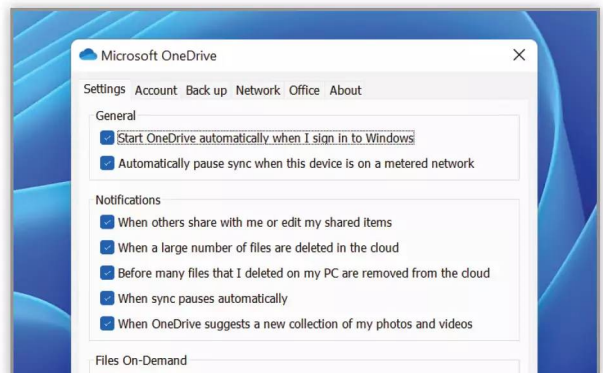 Microsoft OneDrive
Settings Account Back up Network Office About
General
Start OneDrive automatically when I sign in to Windows
Automatically pause sync when this device is on a metered network
Notifications
When others share with me or edit my shared items
When a large number of files are deleted in the cloud
Before many files that I deleted on my PC are removed from the cloud
When sync pauses automatically
When OneDrive suggests a new collection of my photos and videos
Files On-Demand